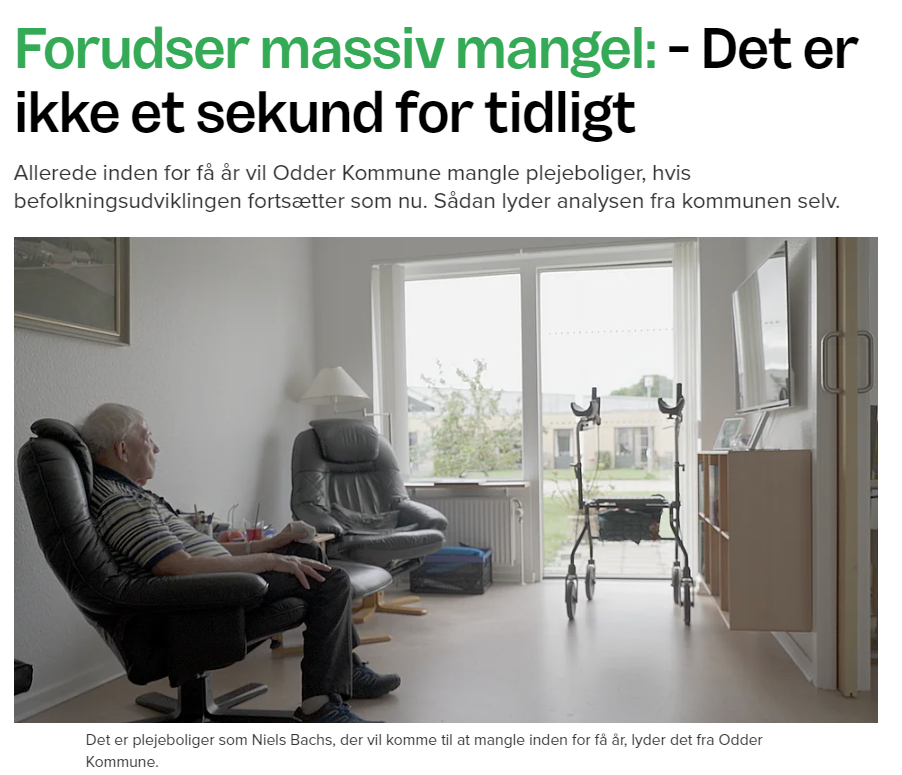 Forudser massiv mangel: - Det er
ikke et sekund for tidligt
Allerede inden for få år vil Odder Kommune mangle plejeboliger, hvis
befolkningsudviklingen fortsætter som nu. Sådan lyder analysen fra kommunen selv.
Det er plejeboliger som Niels Bachs, der vil komme til at mangle inden for få år, lyder det fra Odder
Kommune.